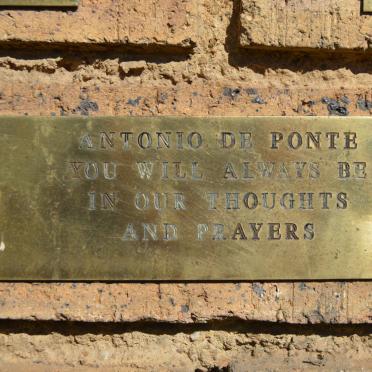 ANTONIO DE PONTE
YOU WILL ALWAYS BE
IN OUR THOUGHTS
AND PRAYERS